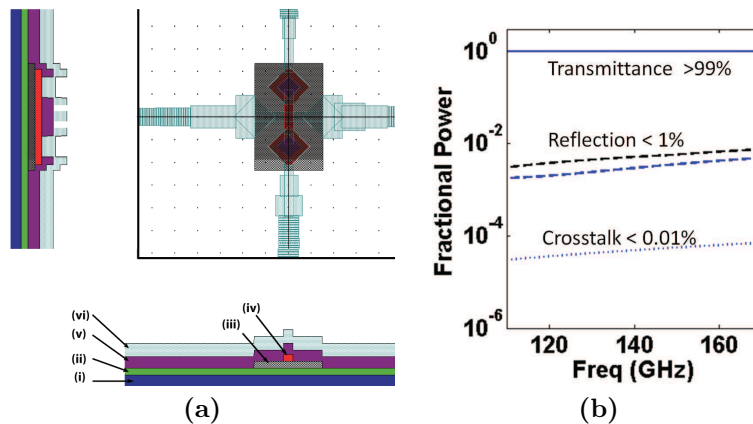 (vi)
(v)
(ii)
(i)
(iii)
(iv)
(a)
Fractional Power
10^0
10^-2
10^-4
10^-6
Transmittance >99%
Reflection < 1%
Crosstalk < 0.01%
120 140 160
Freq (GHz)
(b)